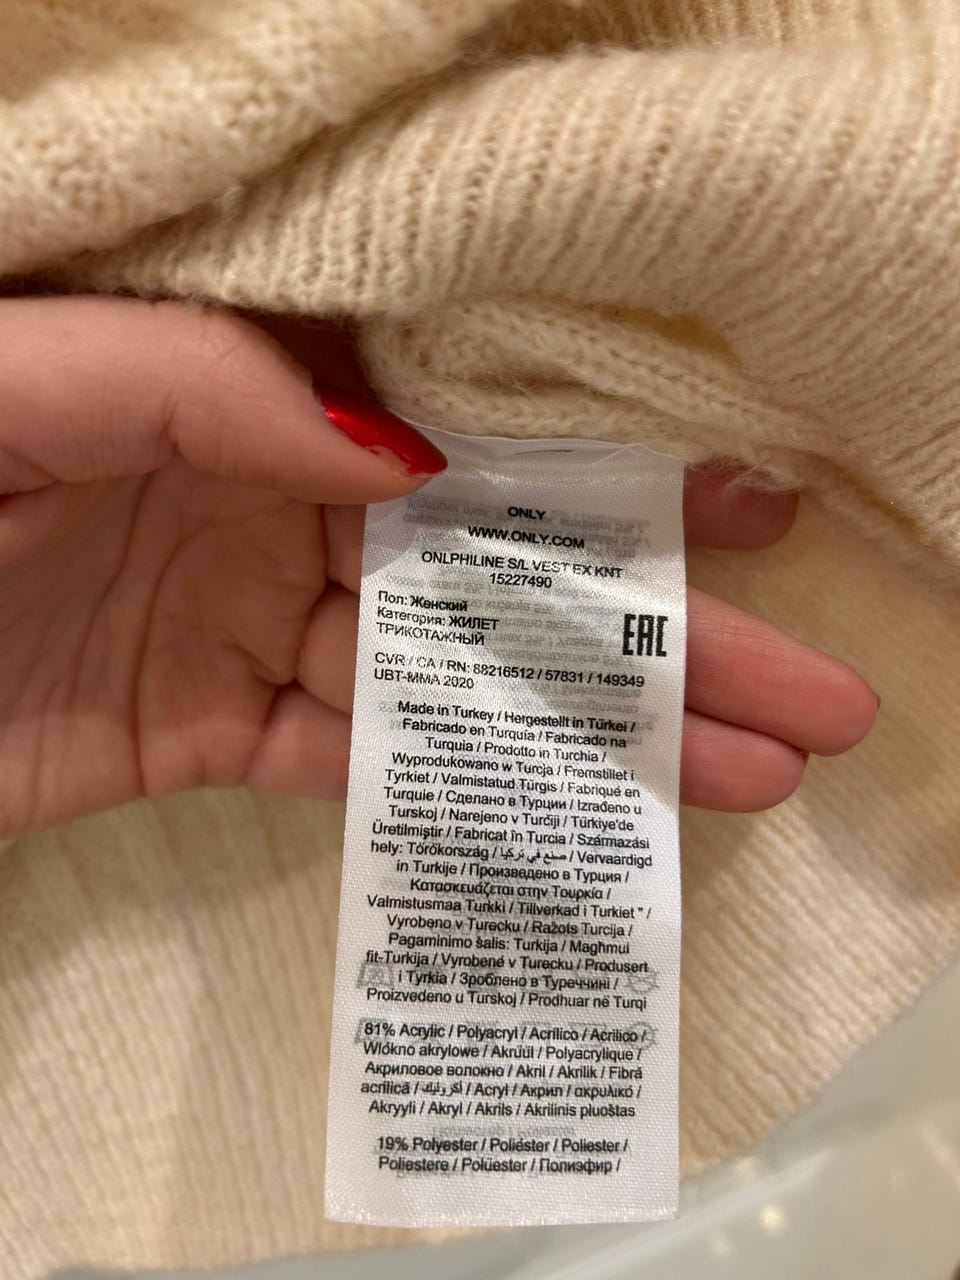 ONLY
WWW.ONLY.COM
ONLPHILINE S/L VEST EX KNT
15227490
Пол: Женский
Категория: ЖИЛЕТ
ТРИКОТАЖНЫЙ
EAC
CVR / CA / RN: 88216512 / 57831 / 149349
UBT-MMA 2020
Made in Turkey / Hergestellt in Türkei /
Fabricado en Turquía / Fabricado na
Turquia / Prodotto in Turchia /
Wyprodukowano w Turcja / Fremstillet i
Tyrkiet / Valmistatud Türgis / Fabriqué en
Turquie / Сделано в Турции / Izrađeno u
Turskoj / Narejeno v Turčiji / Türkiye'de
Üretilmiştir / Fabricat în Turcia / Származási
hely: Törökország / صنع في تركيا / Vervaardigd
in Turkije / Произведено в Турция /
Κατασκευάζεται στην Τουρκία /
Valmistusmaa Turkki / Tillverkad i Turkiet " /
Vyrobeno v Turecku / Ražots Turcija /
Pagaminimo šalis: Turkija / Magħmul
fit-Turkija / Vyrobené v Turecku / Produsert
i Tyrkia / Зроблено в Туреччині /
Proizvedeno u Turskoj / Prodhuar në Turqi
81% Acrylic / Polyacryl / Acrílico / Acrilico /
Włókno akrylowe / Akrüül / Polyacrylique /
Акриловое волокно / Akril / Akrilik / Fibră
acrilică / أكريليك / Acryl / Акрил / ακρυλικό /
Akryyli / Akryl / Akrils / Akrilinis pluoštas
19% Polyester / Poliéster / Poliester /
Poliestere / Polüester / Полиэфир /